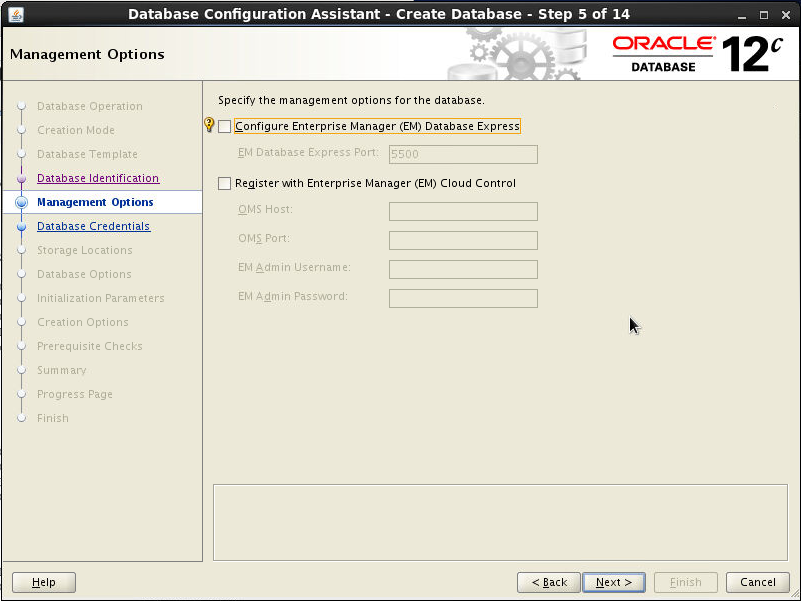 Database Configuration Assistant - Create Database - Step 5 of 14
Management Options
ORACLE®
DATABASE
12c
Database Operation
Creation Mode
Database Template
Database Identification
Management Options
Database Credentials
Storage Locations
Database Options
Initialization Parameters
Creation Options
Prerequisite Checks
Summary
Progress Page
Finish
Specify the management options for the database.
Configure Enterprise Manager (EM) Database Express
EM Database Express Port: 5500
Register with Enterprise Manager (EM) Cloud Control
OMS Host:
OMS Port:
EM Admin Username:
EM Admin Password:
Help
< Back
Next >
Finish
Cancel